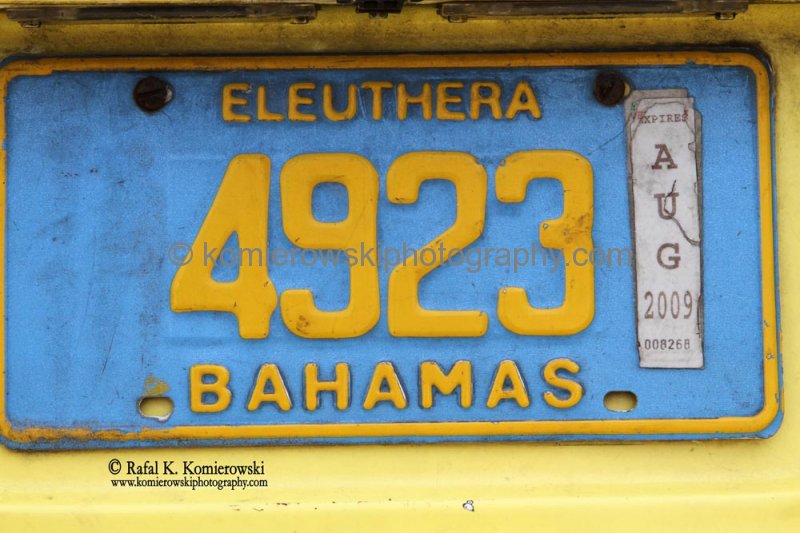 ELEUTHERA
4923
BAHAMAS
EXPIRES
AUG
2009
008268
© komierowskiphotography.com
© Rafal K. Komierowski
www.komierowskiphotography.com